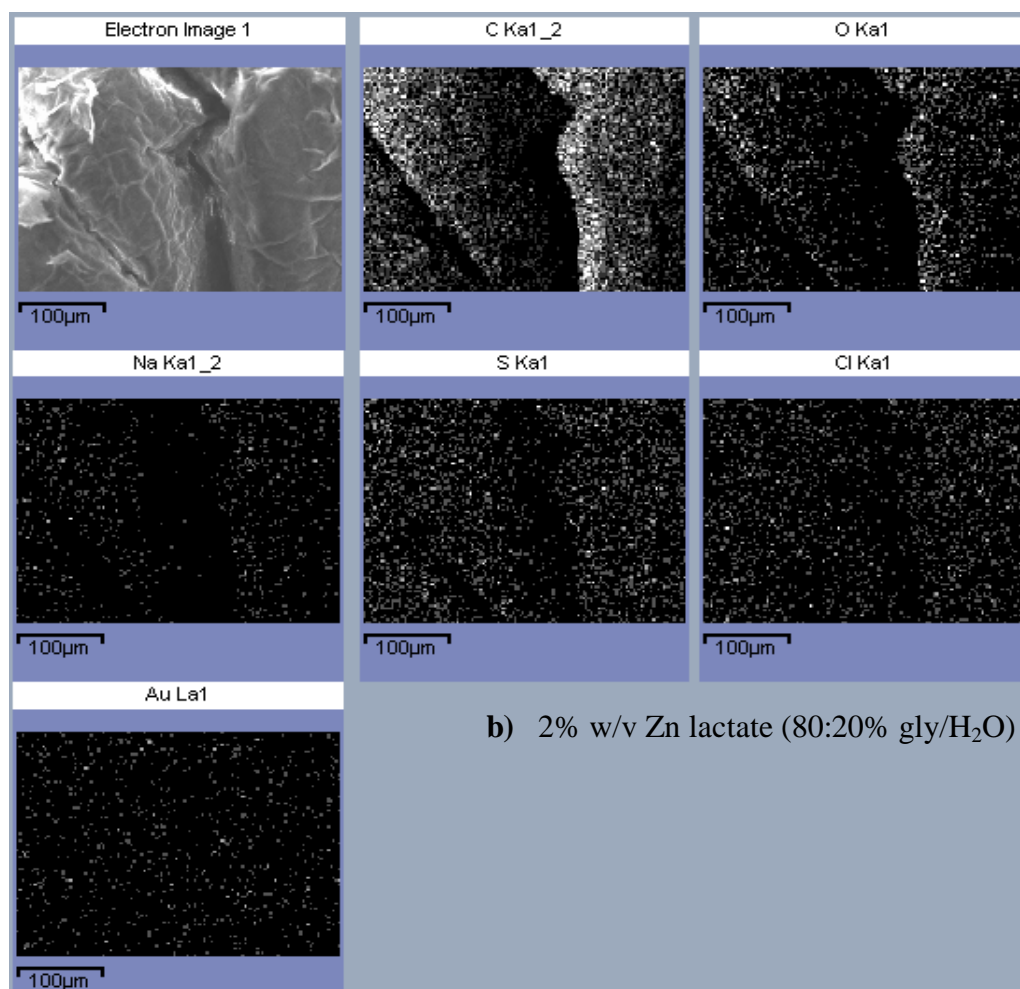 Electron Image 1
C Ka1_2
O Ka1
100µm
100µm
100µm
Na Ka1_2
S Ka1
Cl Ka1
100µm
100µm
100µm
Au La1
b) 2% w/v Zn lactate (80:20% gly/H₂O)
100µm